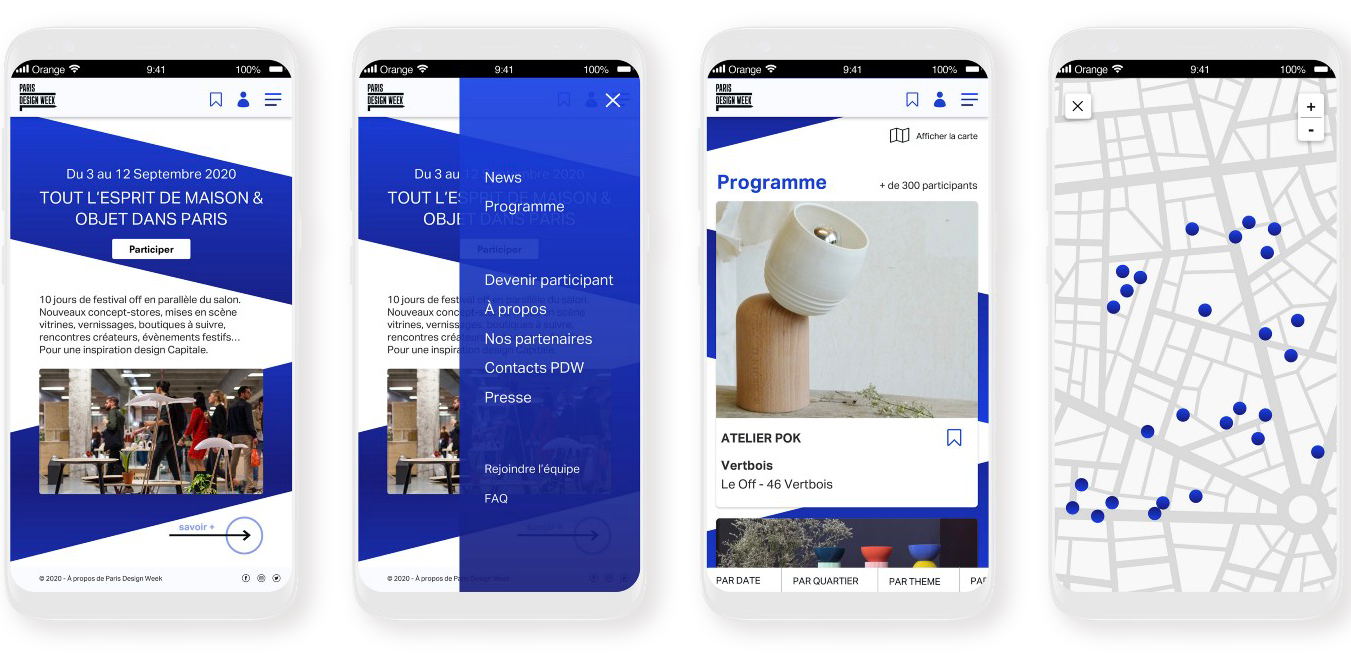 Orange
9:41
100%
PARIS
DESIGN WEEK
Du 3 au 12 Septembre 2020
TOUT L'ESPRIT DE MAISON &
OBJET DANS PARIS
Participer
10 jours de festival off en parallèle du salon.
Nouveaux concept-stores, mises en scène
vitrines, vernissages, boutiques à suivre,
rencontres créateurs, évènements festifs...
Pour une inspiration design Capitale.
savoir +
© 2020 - À propos de Paris Design Week
Orange
9:41
100%
PARIS
DESIGN WEEK
Du 3 au 12 Septembre 2020
TOUT L'ESPRIT DE MAISON &
OBJET DANS PARIS
Participer
10 jours de festival off en parallèle du salon.
Nouveaux concept-stores, mises en scène
vitrines, vernissages, boutiques à suivre,
rencontres créateurs, évènements festifs...
Pour une inspiration design Capitale.
savoir +
© 2020 - À propos de Paris Design Week
News
Programme
Devenir participant
À propos
Nos partenaires
Contacts PDW
Presse
Rejoindre l'équipe
FAQ
Orange
9:41
100%
PARIS
DESIGN WEEK
Afficher la carte
Programme
+ de 300 participants
ATELIER POK
Vertbois
Le Off - 46 Vertbois
PAR DATE
PAR QUARTIER
PAR THEME
PAR
Orange
9:41
100%
+
-